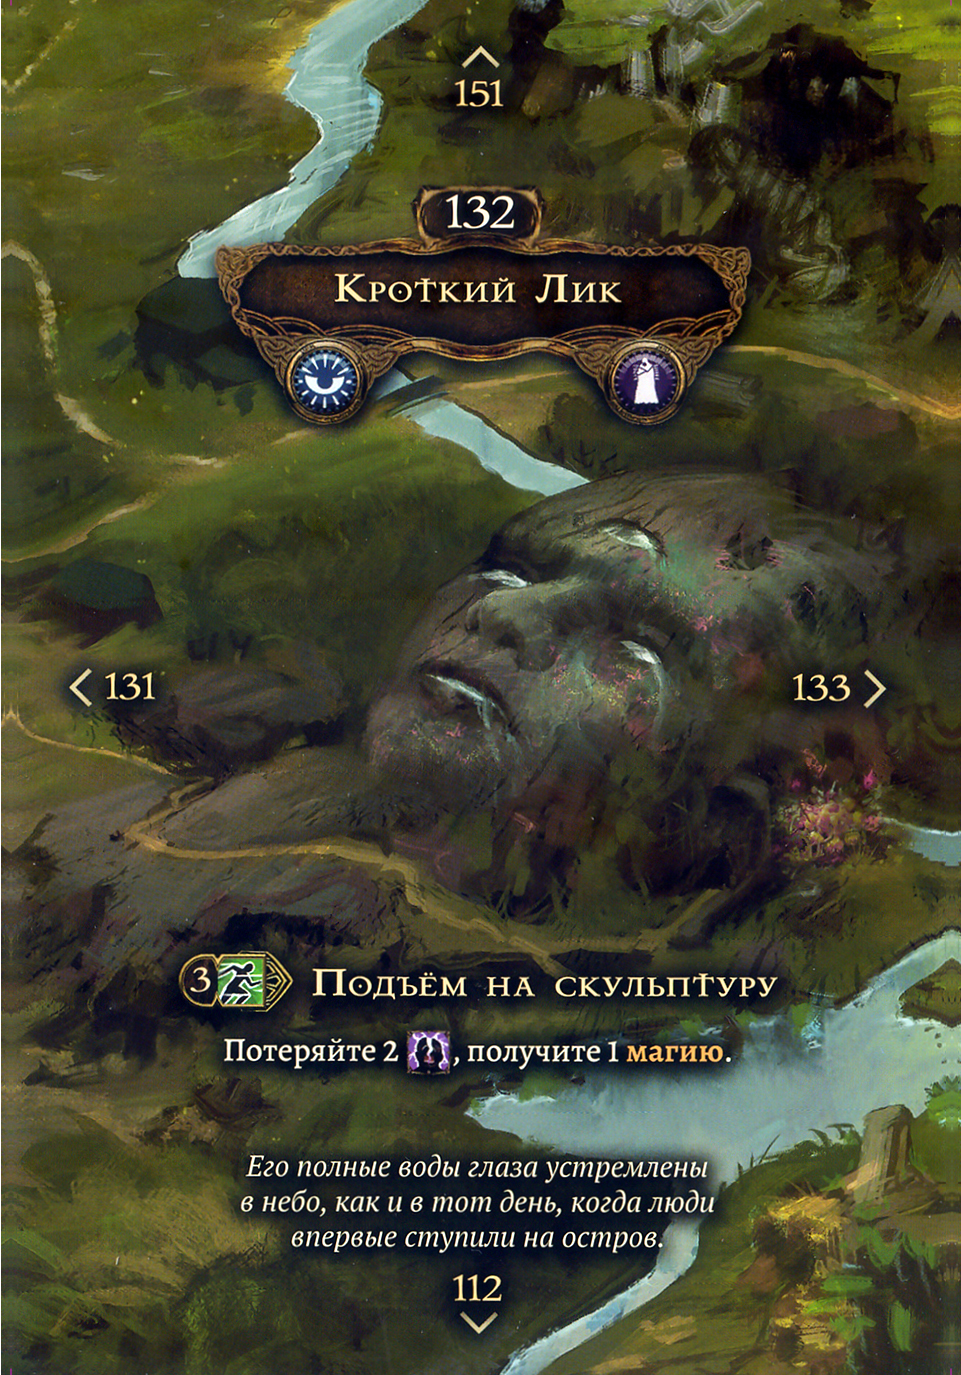 151
132
Кроткий Лик
131
133
3 Подъём на скульптуру
Потеряйте 2 , получите 1 магию.
Его полные воды глаза устремлены
в небо, как и в тот день, когда люди
впервые ступили на остров.
112